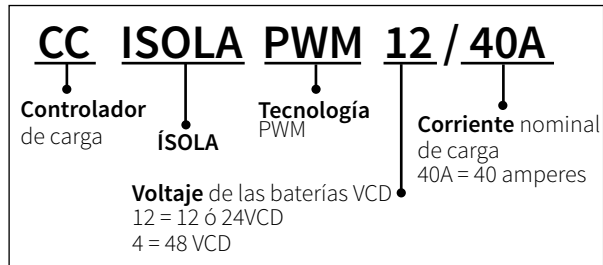 CC ISOLA PWM 12 / 40A
Controlador
de carga
ÍSOLA
Tecnología
PWM
Corriente nominal
de carga
40A = 40 amperes
Voltaje de las baterías VCD
12 = 12 ó 24VCD
4 = 48 VCD